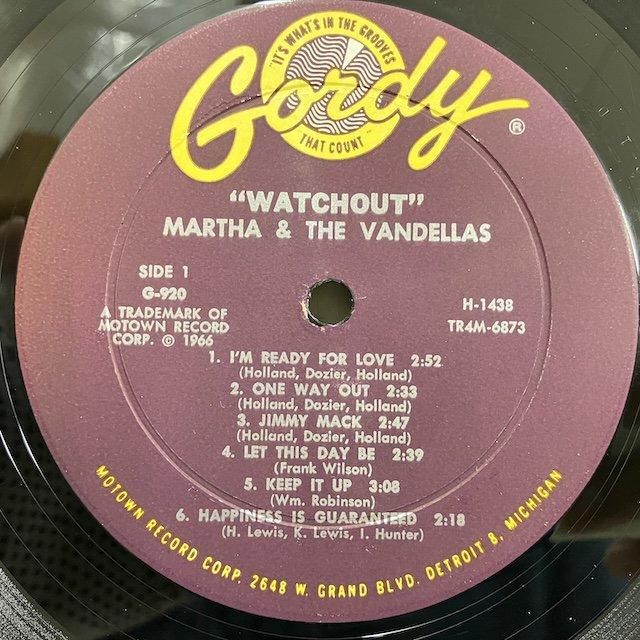 "IT'S WHAT'S IN THE GROOVES
Gordy
THAT COUNT"
®
"WATCHOUT"
MARTHA & THE VANDELLAS
SIDE 1
G-920
A TRADEMARK OF
MOTOWN RECORD
CORP. © 1966
H-1438
TR4M-6873
1. I'M READY FOR LOVE 2:52
(Holland, Dozier, Holland)
2. ONE WAY OUT 2:33
(Holland, Dozier, Holland)
3. JIMMY MACK 2:47
(Holland, Dozier, Holland)
4. LET THIS DAY BE 2:39
(Frank Wilson)
5. KEEP IT UP 3:08
(Wm. Robinson)
6. HAPPINESS IS GUARANTEED 2:18
(H. Lewis, K. Lewis, I. Hunter)
MOTOWN RECORD CORP. 2648 W. GRAND BLVD. DETROIT 8, MICHIGAN